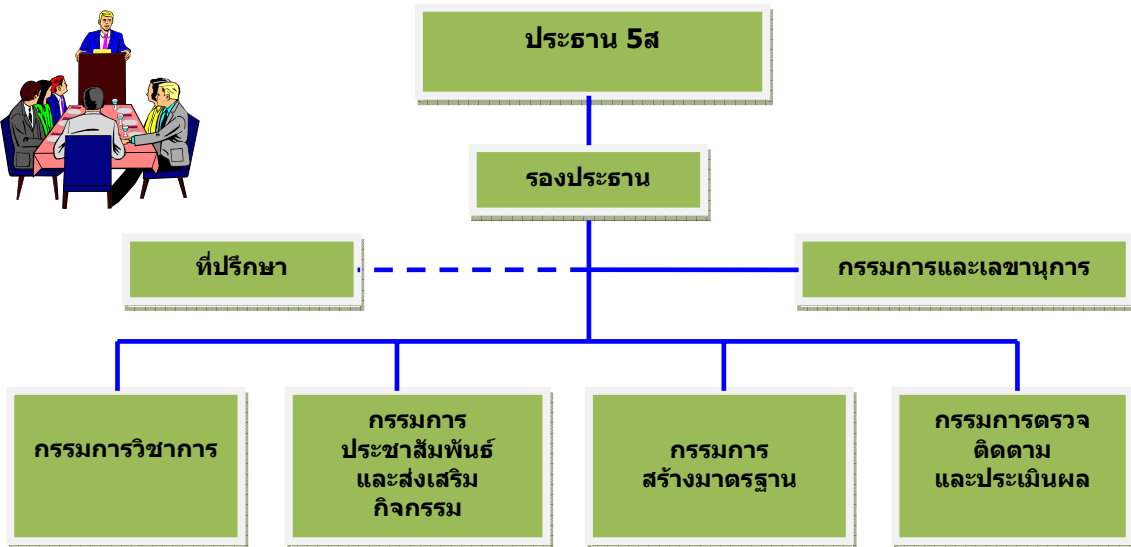 ประธาน 5ส
รองประธาน
ที่ปรึกษา
กรรมการและเลขานุการ
กรรมการวิชาการ
กรรมการ
ประชาสัมพันธ์
และส่งเสริม
กิจกรรม
กรรมการ
สร้างมาตรฐาน
กรรมการตรวจ
ติดตาม
และประเมินผล